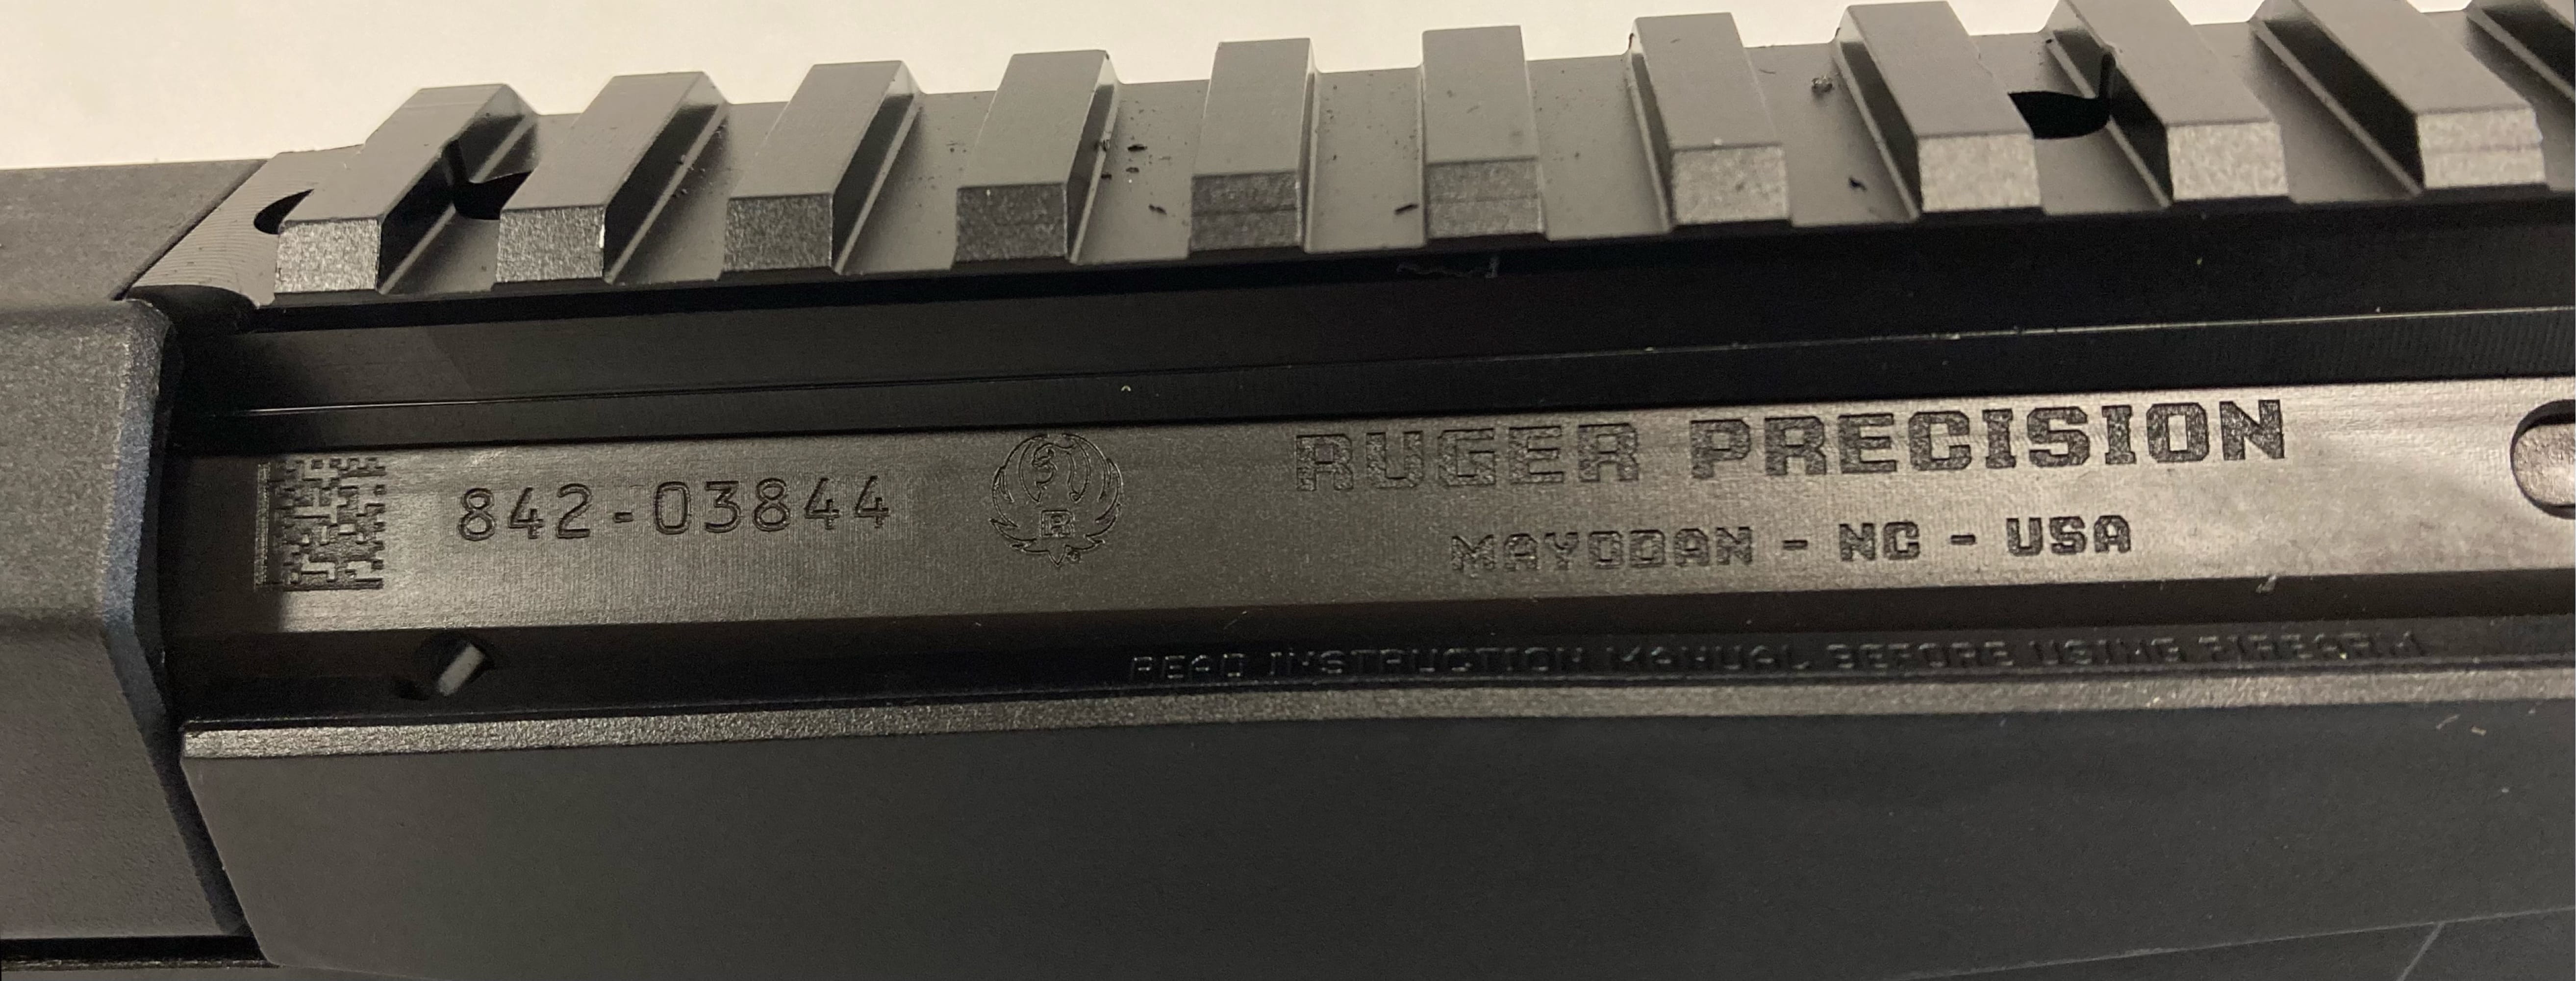 842-03844
R
RUGER PRECISION
MAYODAN - NC - USA
READ INSTRUCTION MANUAL BEFORE USING FIREARM